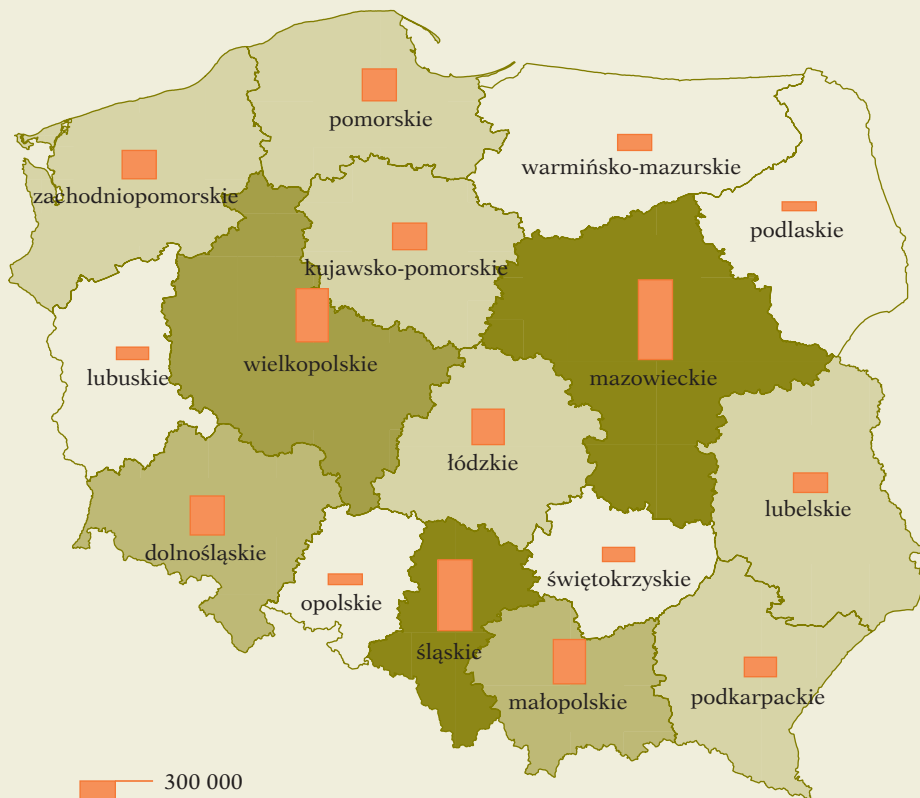 pomorskie
warmińsko-mazurskie
zachodniopomorskie
podlaskie
kujawsko-pomorskie
wielkopolskie
lubuskie
mazowieckie
łódzkie
lubelskie
dolnośląskie
świętokrzyskie
opolskie
śląskie
małopolskie
podkarpackie
300 000